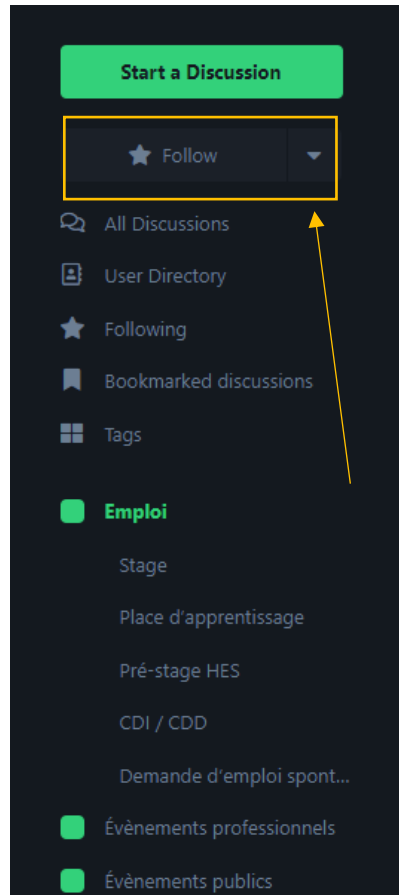 Start a Discussion
Follow
All Discussions
User Directory
Following
Bookmarked discussions
Tags
Emploi
Stage
Place d'apprentissage
Pré-stage HES
CDI / CDD
Demande d'emploi spont...
Évènements professionnels
Évènements publics